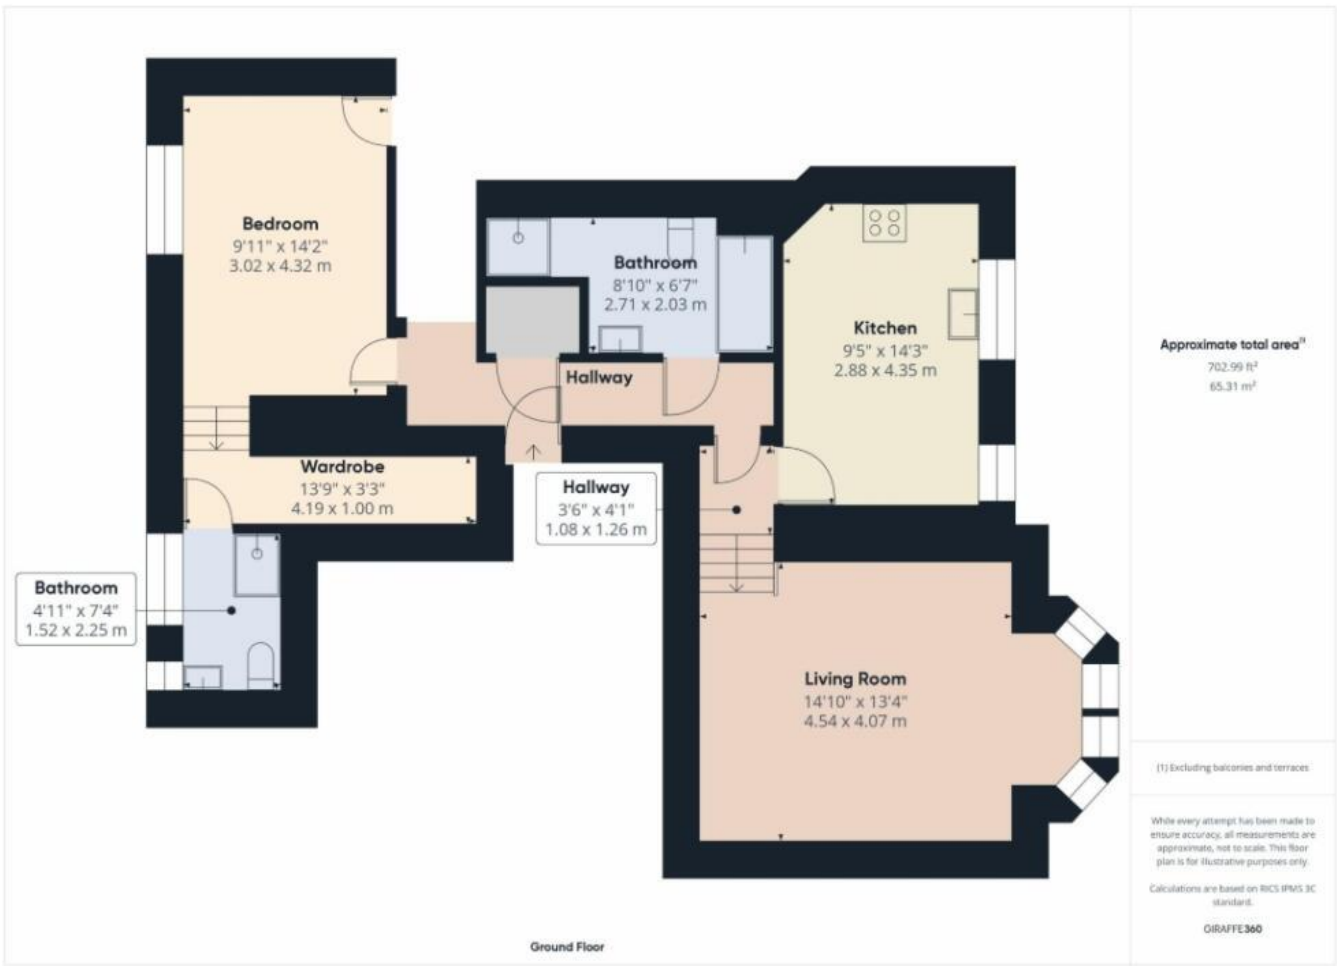 Bedroom
9'11" x 14'2"
3.02 x 4.32 m
Bathroom
8'10" x 6'7"
2.71 x 2.03 m
Kitchen
9'5" x 14'3"
2.88 x 4.35 m
Hallway
Wardrobe
13'9" x 3'3"
4.19 x 1.00 m
Hallway
3'6" x 4'1"
1.08 x 1.26 m
Bathroom
4'11" x 7'4"
1.52 x 2.25 m
Living Room
14'10" x 13'4"
4.54 x 4.07 m
Ground Floor
Approximate total area⁽¹⁾
702.99 ft²
65.31 m²
(1) Excluding balconies and terraces
While every attempt has been made to
ensure accuracy, all measurements are
approximate, not to scale. This floor
plan is for illustrative purposes only.
Calculations are based on RICS IPMS 3C
standard.
GIRAFFE360